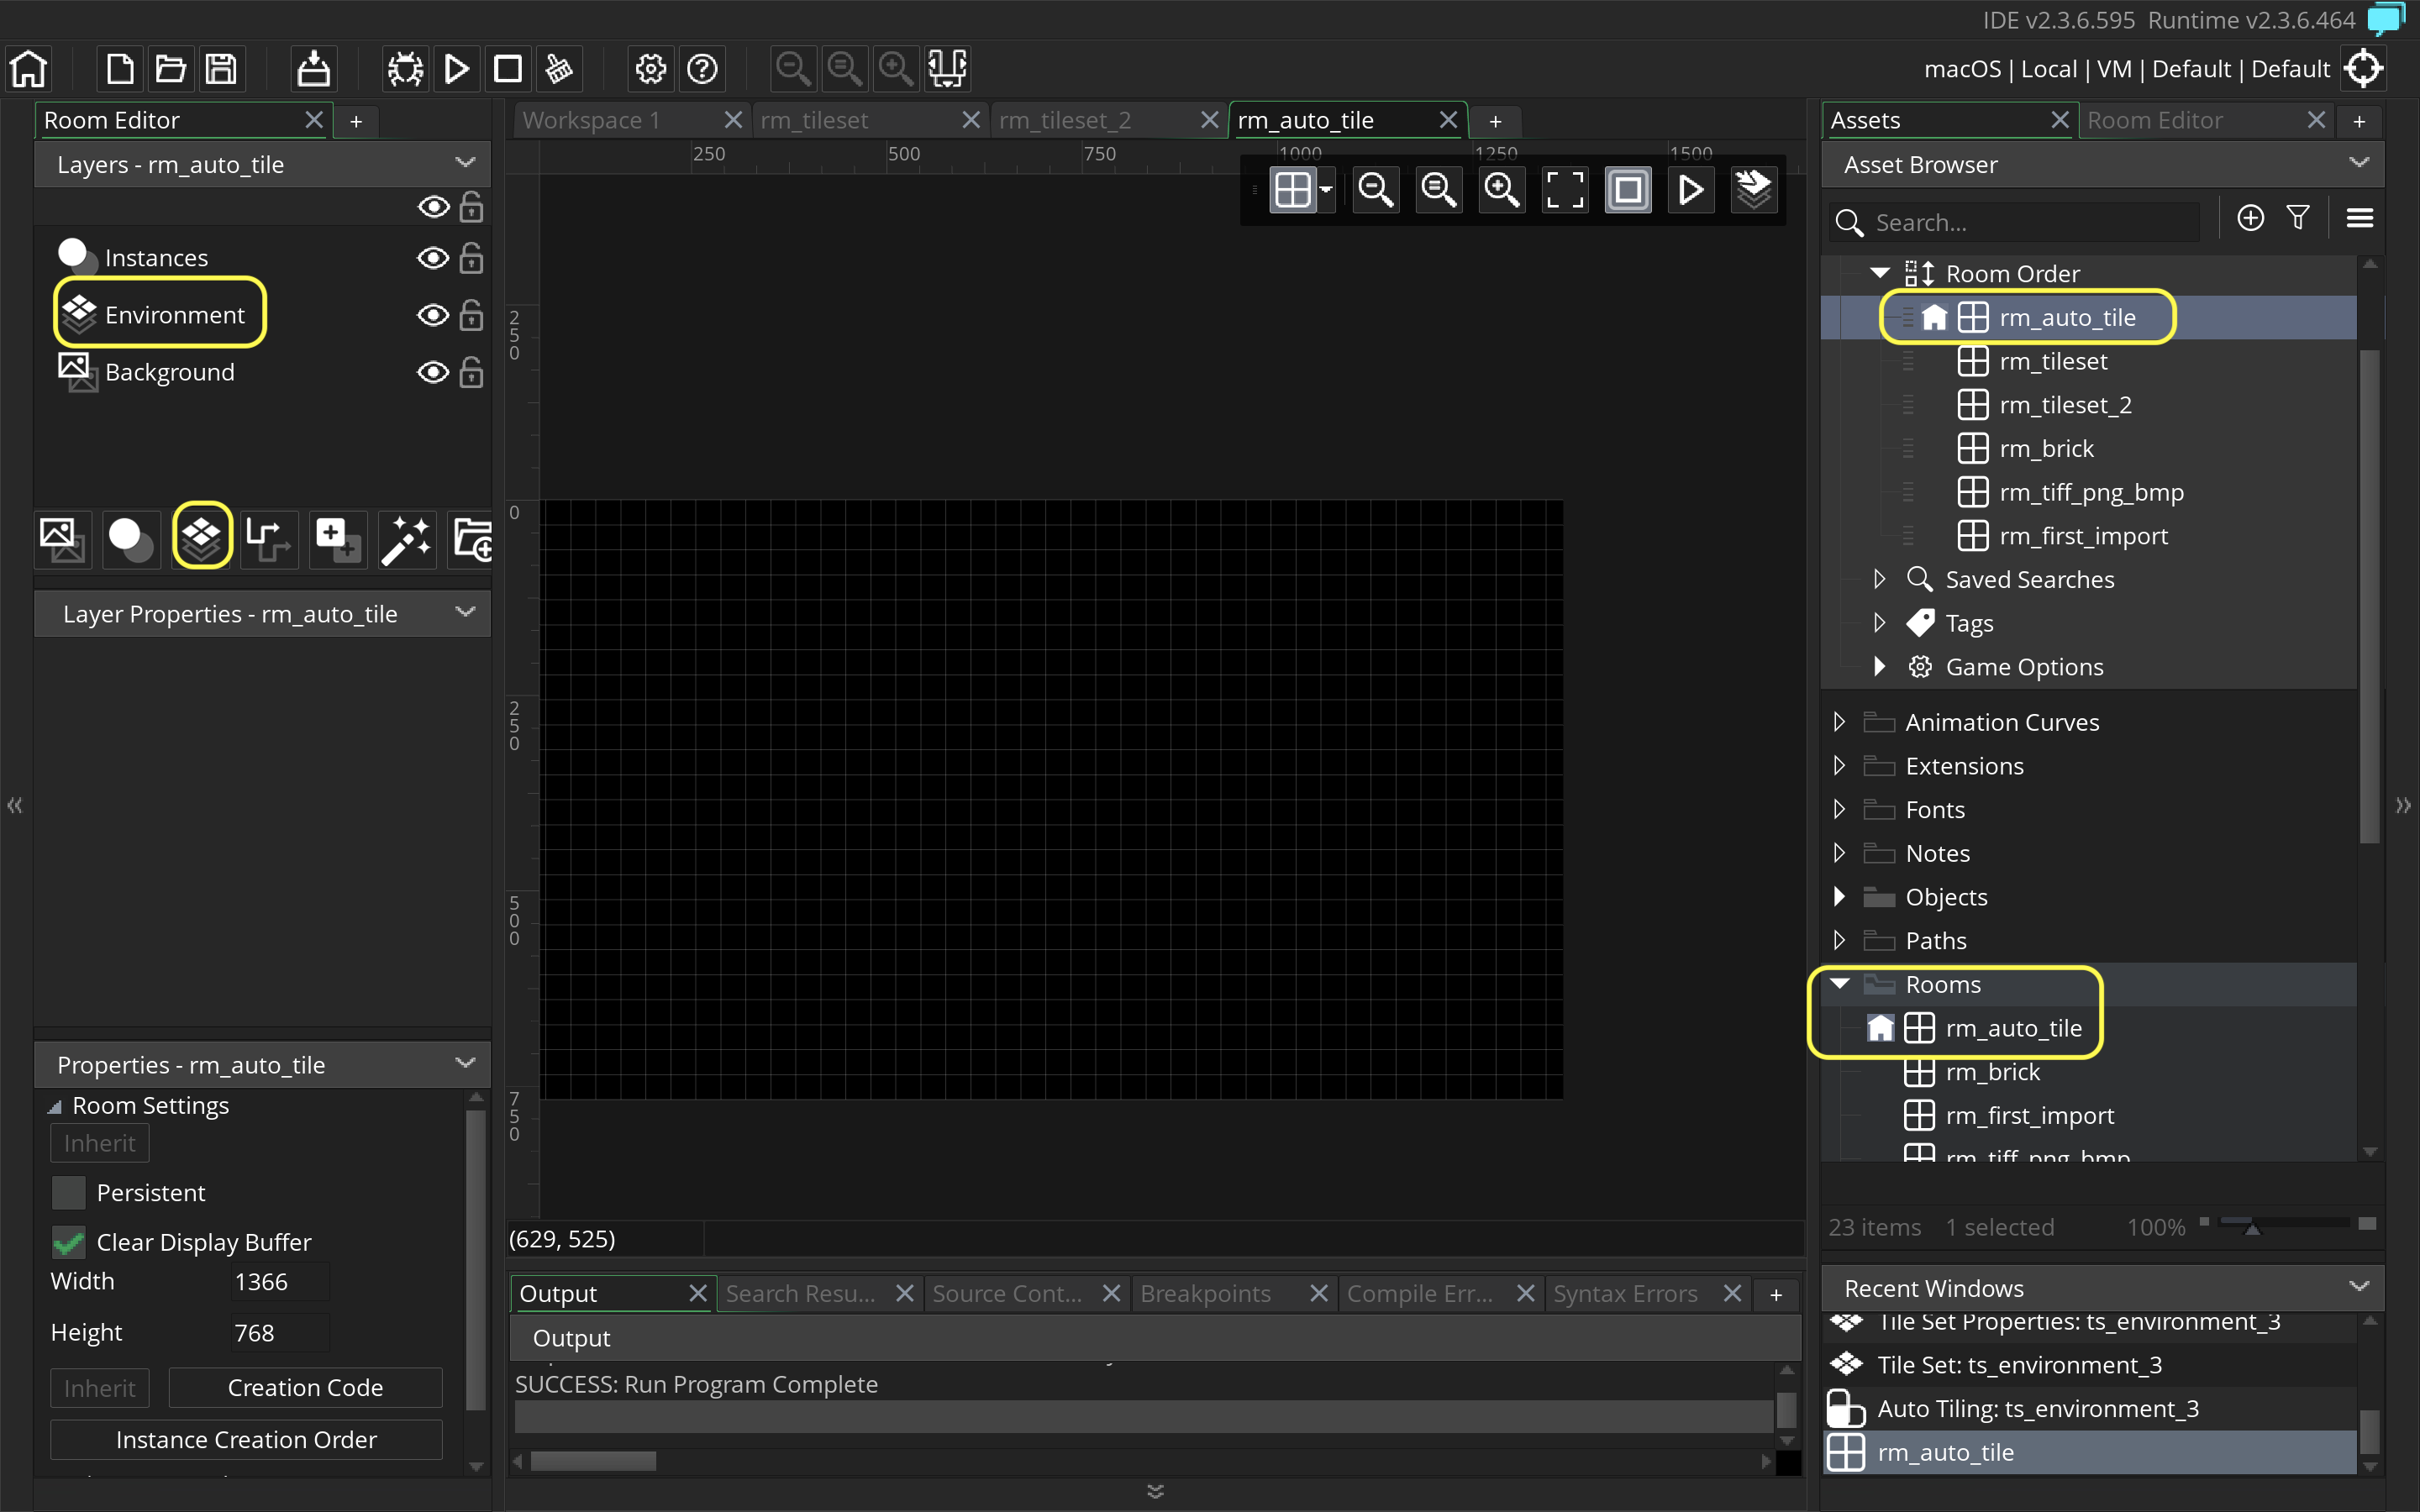 IDE v2.3.6.595 Runtime v2.3.6.464
macOS | Local | VM | Default | Default
Room Editor
Layers - rm_auto_tile
Instances
Environment
Background
Layer Properties - rm_auto_tile
Properties - rm_auto_tile
Room Settings
Inherit
Persistent
Clear Display Buffer
Width 1366
Height 768
Inherit Creation Code
Instance Creation Order
Workspace 1 rm_tileset rm_tileset_2 rm_auto_tile
250 500 750 1000 1250 1500
250
0
250
500
750
(629, 525)
Output Search Resu... Source Cont... Breakpoints Compile Err... Syntax Errors
Output
SUCCESS: Run Program Complete
Assets Room Editor
Asset Browser
Search...
Room Order
rm_auto_tile
rm_tileset
rm_tileset_2
rm_brick
rm_tiff_png_bmp
rm_first_import
Saved Searches
Tags
Game Options
Animation Curves
Extensions
Fonts
Notes
Objects
Paths
Rooms
rm_auto_tile
rm_brick
rm_first_import
rm_tiff_png_bmp
23 items 1 selected 100%
Recent Windows
Tile Set Properties: ts_environment_3
Tile Set: ts_environment_3
Auto Tiling: ts_environment_3
rm_auto_tile